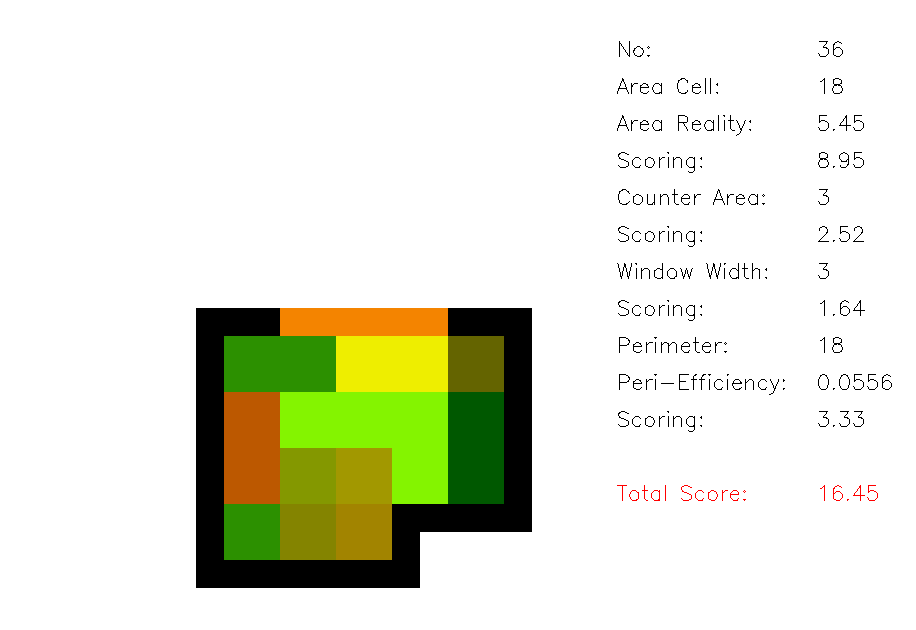 No: 36
Area Cell: 18
Area Reality: 5.45
Scoring: 8.95
Counter Area: 3
Scoring: 2.52
Window Width: 3
Scoring: 1.64
Perimeter: 18
Peri-Efficiency: 0.0556
Scoring: 3.33
Total Score: 16.45